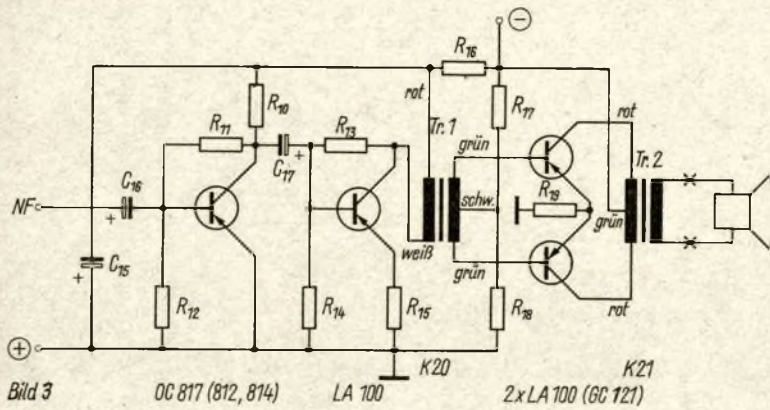 −
R16
rot
R10
R17
rot
R11
R13
Tr. 1
grün
Tr. 2
C17
+
C16
R19
NF
schw.
+
grün
weiß
C15
+
grün
rot
R12
R14
R15
R18
+
K20
K21
Bild 3
OC 817 (812, 814)
LA 100
2 x LA 100 (GC 121)